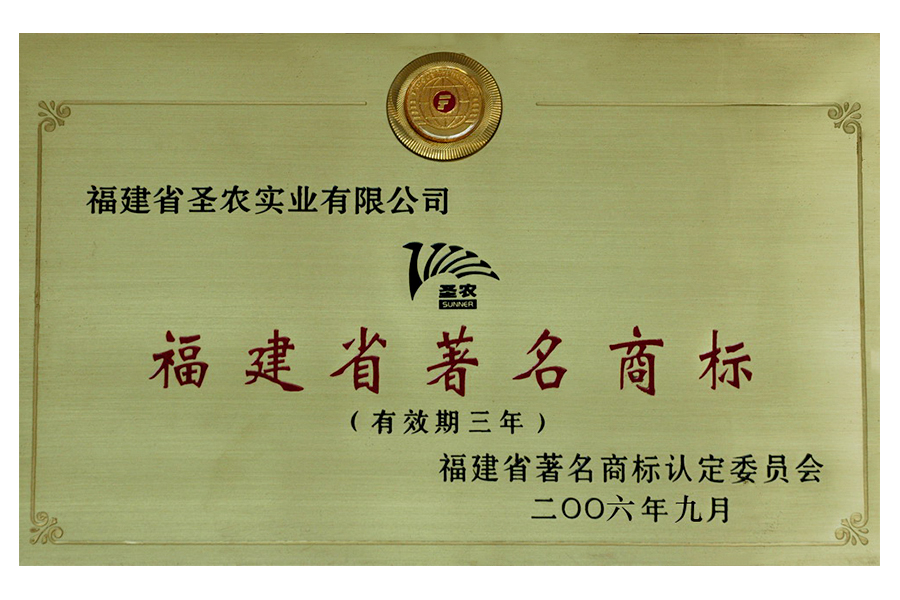 福建省圣农实业有限公司
圣农
SUNNER
福建省著名商标
（有效期三年）
福建省著名商标认定委员会
二〇〇六年九月